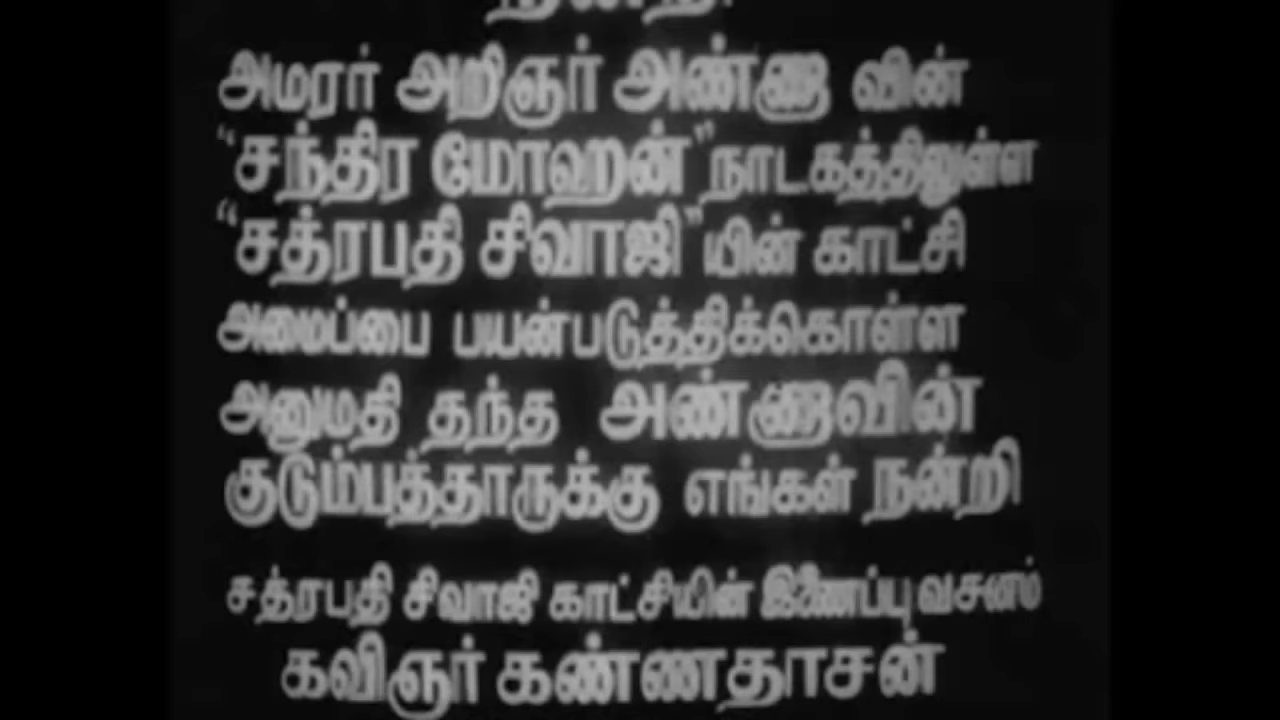 நன்றி
அமரர் அறிஞர் அண்ணா வின்
“சந்திர மோஹன்” நாடகத்திலுள்ள
“சத்ரபதி சிவாஜி” யின் காட்சி
அமைப்பை பயன்படுத்திக்கொள்ள
அனுமதி தந்த அண்ணாவின்
குடும்பத்தாருக்கு எங்கள் நன்றி
சத்ரபதி சிவாஜி காட்சியின் இணைப்பு வசனம்
கவிஞர் கண்ணதாசன்